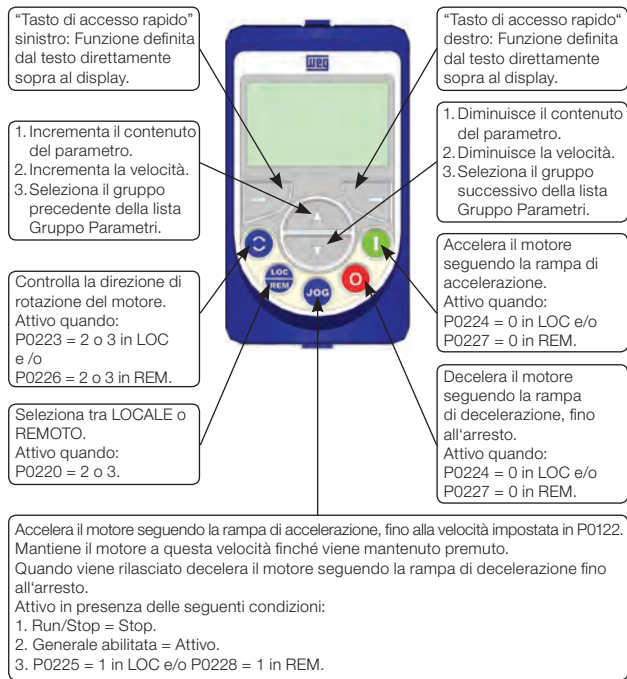 “Tasto di accesso rapido”
sinistro: Funzione definita
dal testo direttamente
sopra al display.
“Tasto di accesso rapido“
destro: Funzione definita
dal testo direttamente
sopra al display.
WEG
1. Incrementa il contenuto
del parametro.
2. Incrementa la velocità.
3. Seleziona il gruppo
precedente della lista
Gruppo Parametri.
1. Diminuisce il contenuto
del parametro.
2. Diminuisce la velocità.
3. Seleziona il gruppo
successivo della lista
Gruppo Parametri.
LOC
REM
JOG
Controlla la direzione di
rotazione del motore.
Attivo quando:
P0223 = 2 o 3 in LOC
e /o
P0226 = 2 o 3 in REM.
Accelera il motore
seguendo la rampa di
accelerazione.
Attivo quando:
P0224 = 0 in LOC e/o
P0227 = 0 in REM.
Seleziona tra LOCALE o
REMOTO.
Attivo quando:
P0220 = 2 o 3.
Decelera il motore
seguendo la rampa
di decelerazione, fino
all‘arresto.
Attivo quando:
P0224 = 0 in LOC e/o
P0227 = 0 in REM.
Accelera il motore seguendo la rampa di accelerazione, fino alla velocità impostata in P0122.
Mantiene il motore a questa velocità finché viene mantenuto premuto.
Quando viene rilasciato decelera il motore seguendo la rampa di decelerazione fino
all‘arresto.
Attivo in presenza delle seguenti condizioni:
1. Run/Stop = Stop.
2. Generale abilitata = Attivo.
3. P0225 = 1 in LOC e/o P0228 = 1 in REM.